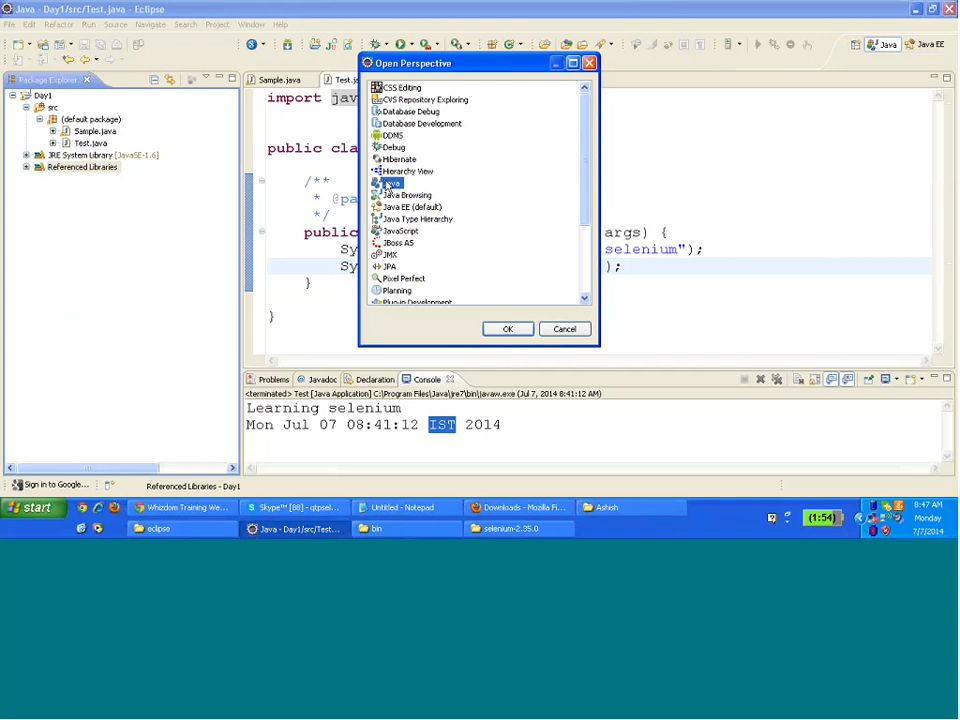 Java - Day1/src/Test.java - Eclipse
File Edit Refactor Run Source Navigate Search Project Window Help
Java Java EE
Package Explorer
Day1
src
(default package)
Sample.java
Test.java
JRE System Library [JavaSE-1.6]
Referenced Libraries
Sample.java
Test.ja
import jav
public cla
/**
* @pa
*/
public args) {
Sy selenium");
Sy );
}
}
Open Perspective
CSS Editing
CVS Repository Exploring
Database Debug
Database Development
DDMS
Debug
Hibernate
Hierarchy View
Java
Java Browsing
Java EE (default)
Java Type Hierarchy
JavaScript
JBoss AS
JMX
JPA
Pixel Perfect
Planning
Plug-in Development
OK Cancel
Problems Javadoc Declaration Console
<terminated> Test [Java Application] C:\Program Files\Java\jre7\bin\javaw.exe (Jul 7, 2014 8:41:12 AM)
Learning selenium
Mon Jul 07 08:41:12 IST 2014
Sign in to Google... Referenced Libraries - Day1
start
Whizdom Training We...
Skype™ [88] - qtpsel...
Untitled - Notepad
Downloads - Mozilla Fi...
Ashish
eclipse
Java - Day1/src/Test...
bin
selenium-2.35.0
(1:54)
8:47 AM
Monday
7/7/2014